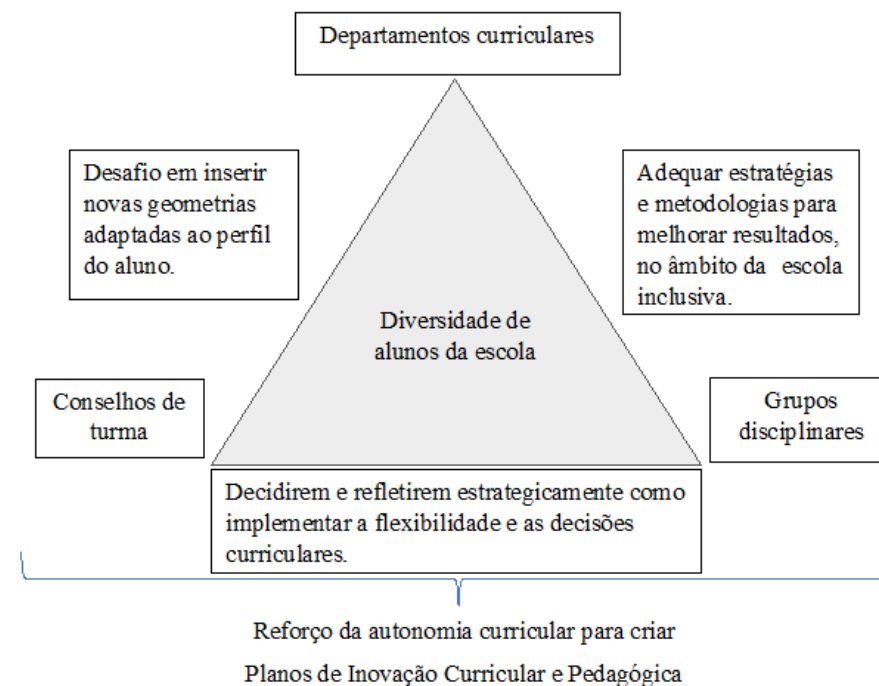 Departamentos curriculares
Desafio em inserir
novas geometrias
adaptadas ao perfil
do aluno.
Adequar estratégias
e metodologias para
melhorar resultados,
no âmbito da escola
inclusiva.
Diversidade de
alunos da escola
Conselhos de
turma
Grupos
disciplinares
Decidirem e refletirem estrategicamente como
implementar a flexibilidade e as decisões
curriculares.
Reforço da autonomia curricular para criar
Planos de Inovação Curricular e Pedagógica